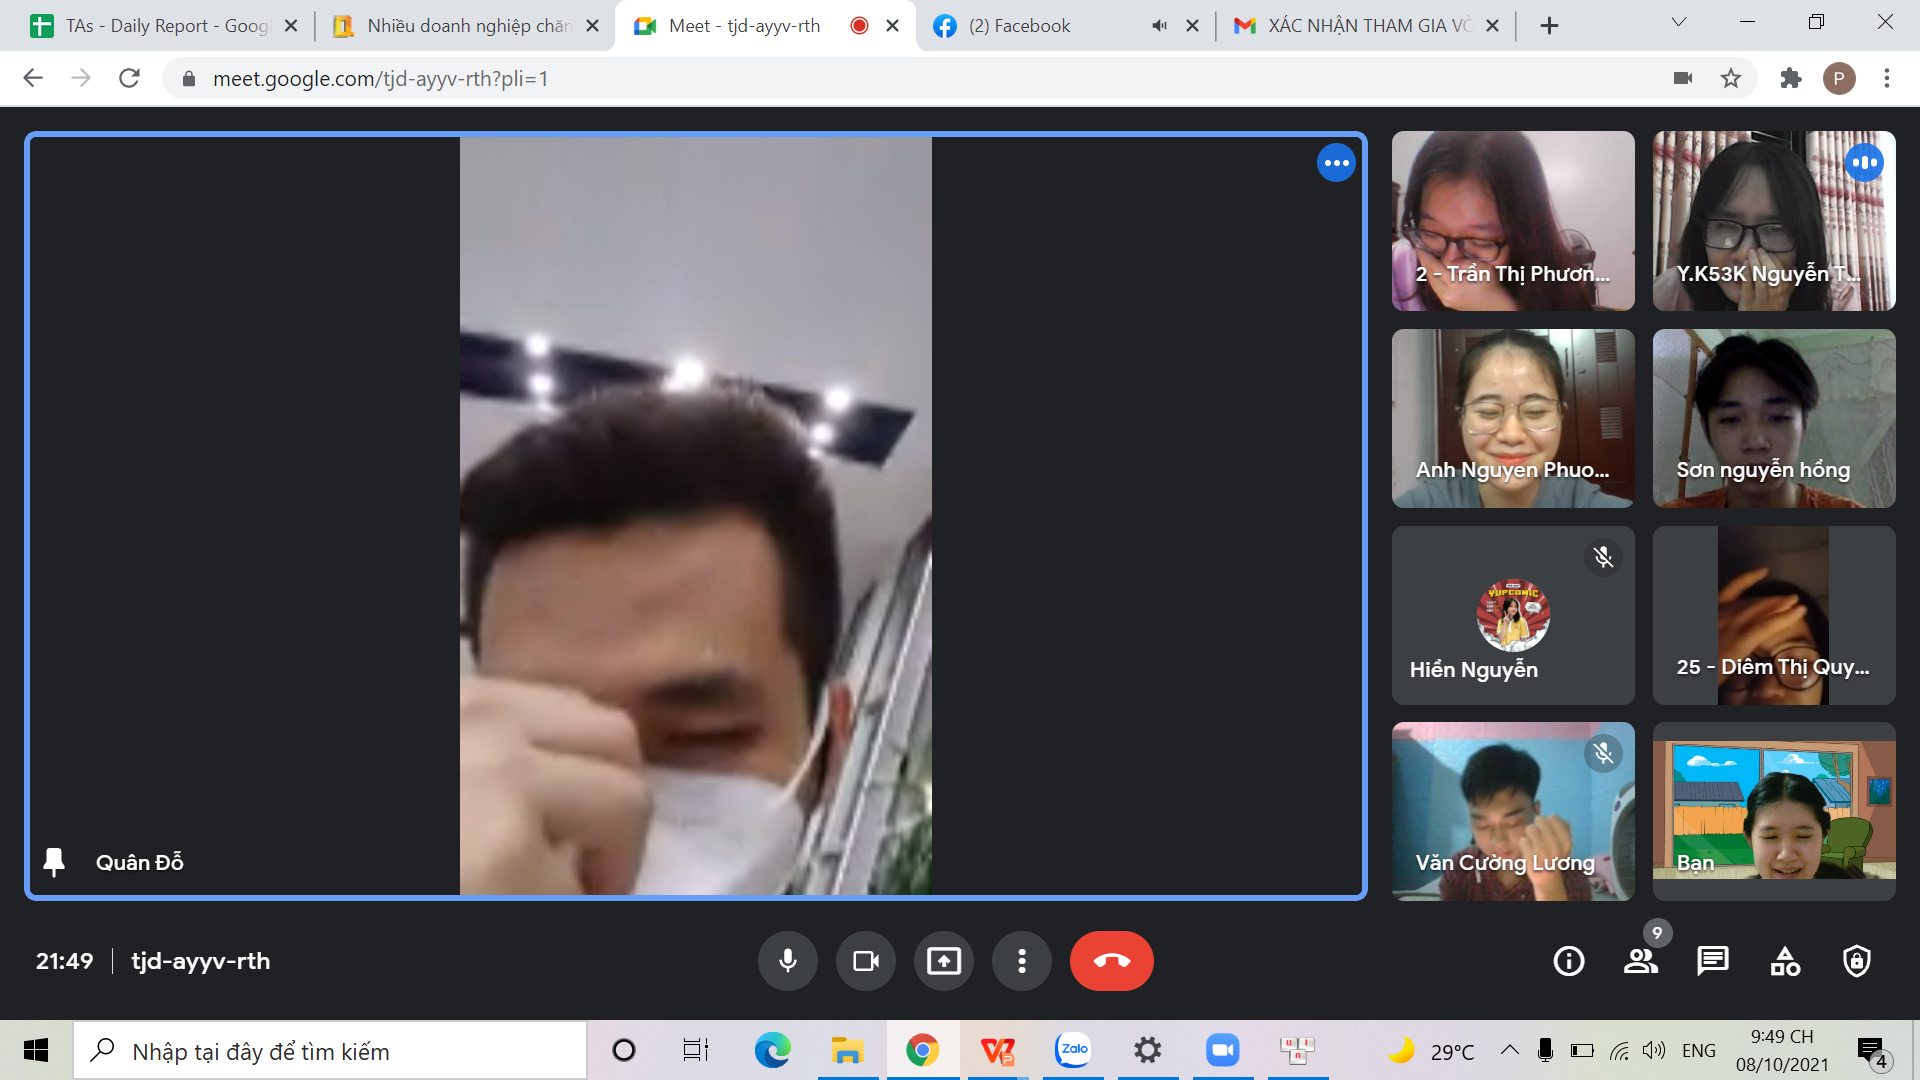 TAs - Daily Report - Goog
Nhiều doanh nghiệp chăn
Meet - tjd-ayyv-rth
(2) Facebook
XÁC NHẬN THAM GIA VÒ
meet.google.com/tjd-ayyv-rth?pli=1
P
2 - Trần Thị Phươn...
Y.K53K Nguyễn T...
Anh Nguyen Phuo...
Sơn nguyễn hồng
YUPCOMIC
Hiền Nguyễn
25 - Diêm Thị Quy...
Quân Đỗ
Văn Cường Lương
Bạn
21:49
tjd-ayyv-rth
9
Nhập tại đây để tìm kiếm
Zalo
u i n
29°C
ENG
9:49 CH
08/10/2021
4